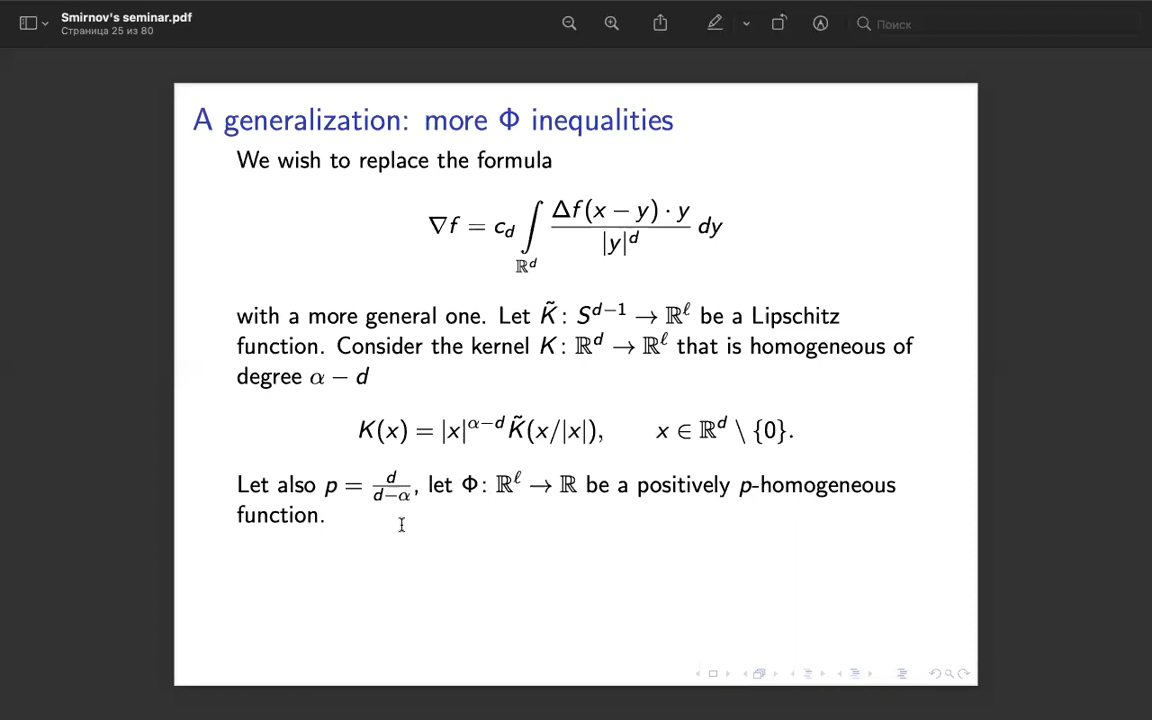 Smirnov's seminar.pdf
Страница 25 из 80
Поиск
A generalization: more Φ inequalities
We wish to replace the formula
∇f = c_d ∫_{ℝ^d} \frac{Δf(x − y) · y}{|y|^d} dy
with a more general one. Let K̃: S^{d−1} → ℝ^ℓ be a Lipschitz
function. Consider the kernel K: ℝ^d → ℝ^ℓ that is homogeneous of
degree α − d
K(x) = |x|^{α−d} K̃(x/|x|), x ∈ ℝ^d \ {0}.
Let also p = \frac{d}{d−α}, let Φ: ℝ^ℓ → ℝ be a positively p-homogeneous
function.